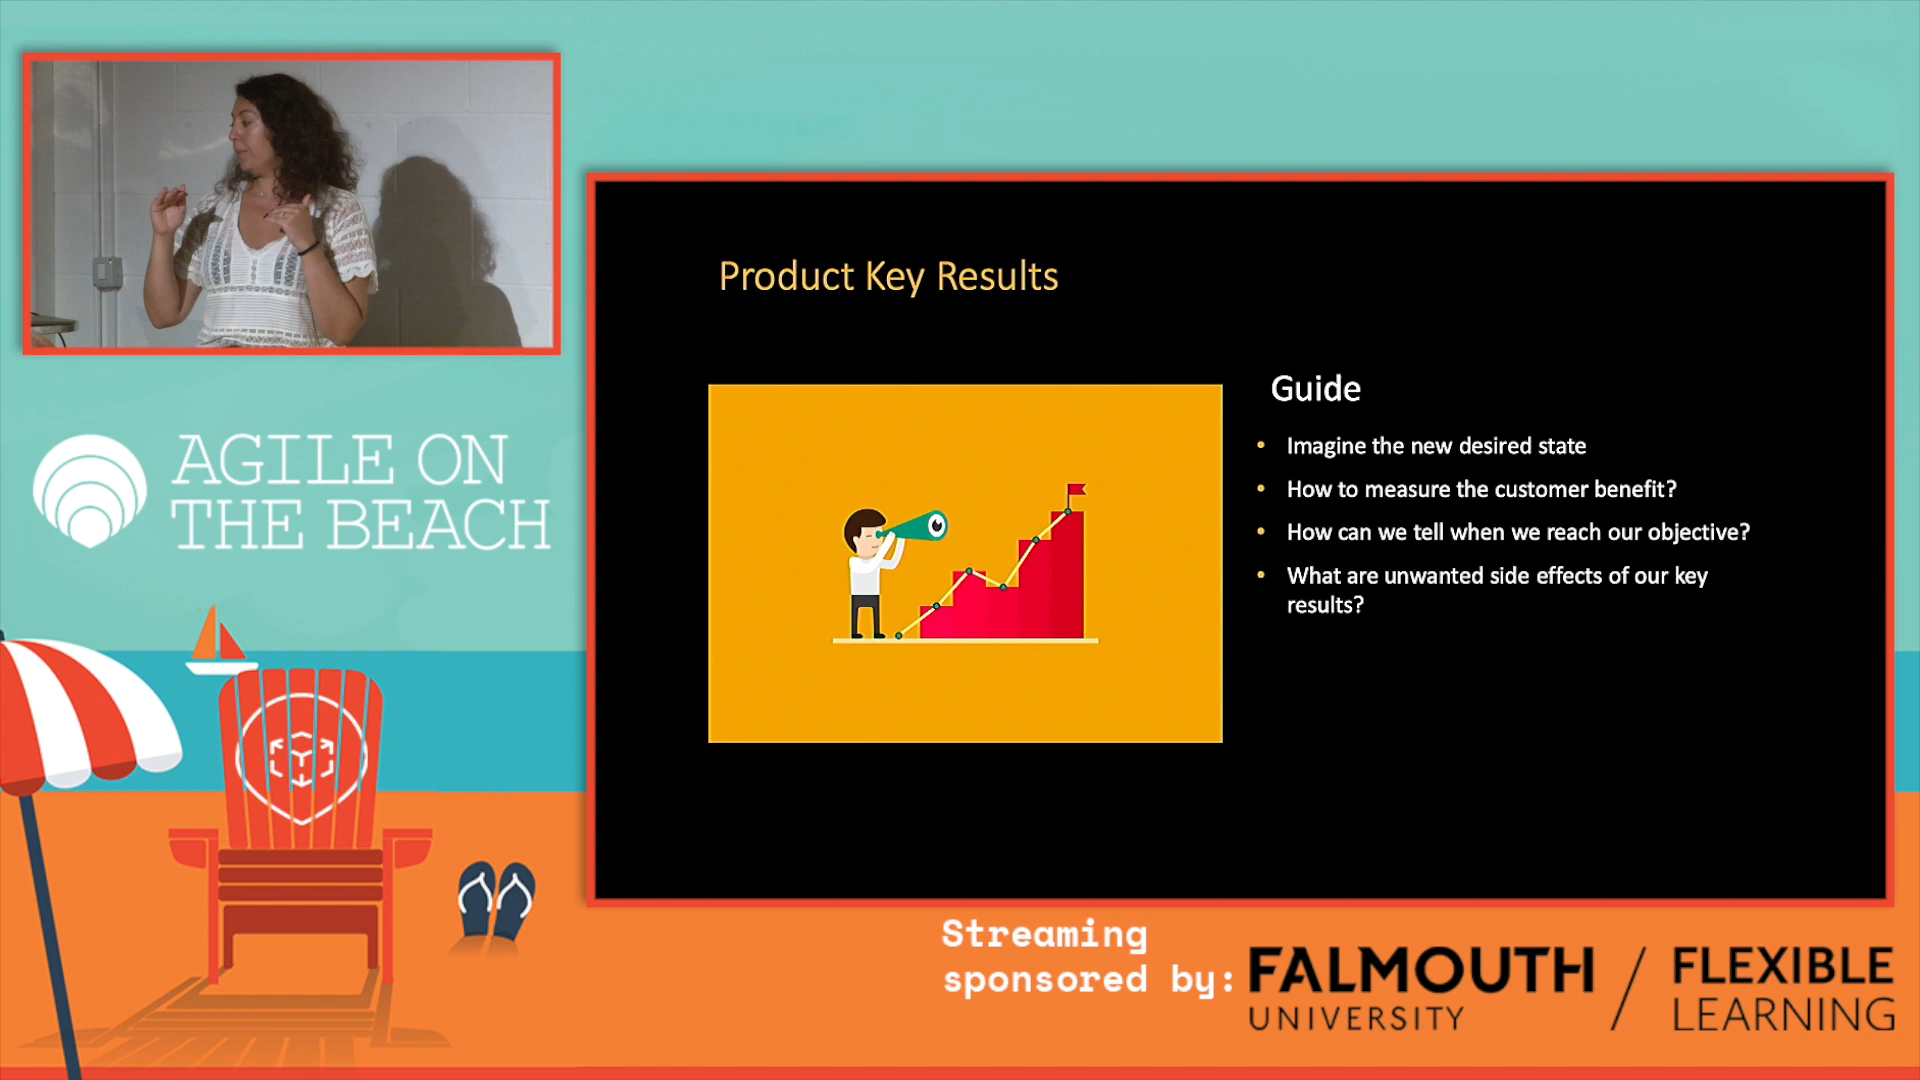 AGILE ON
THE BEACH
Product Key Results
Guide
• Imagine the new desired state
• How to measure the customer benefit?
• How can we tell when we reach our objective?
• What are unwanted side effects of our key
results?
Streaming
sponsored by:
FALMOUTH
UNIVERSITY
FLEXIBLE
LEARNING